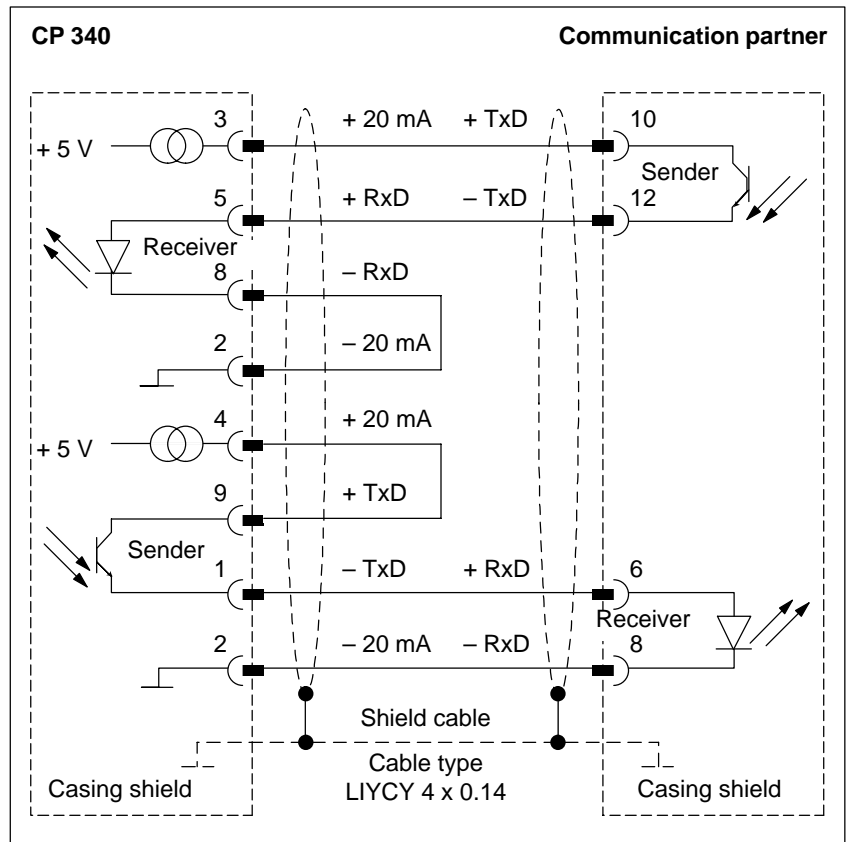 CP 340 Communication partner
3 + 20 mA + TxD 10
+ 5 V
Sender
5 + RxD – TxD 12
Receiver
8 – RxD
2 – 20 mA
4 + 20 mA
+ 5 V
9 + TxD
Sender
1 – TxD + RxD 6
Receiver
2 – 20 mA – RxD 8
Shield cable
Cable type
Casing shield LIYCY 4 x 0.14 Casing shield